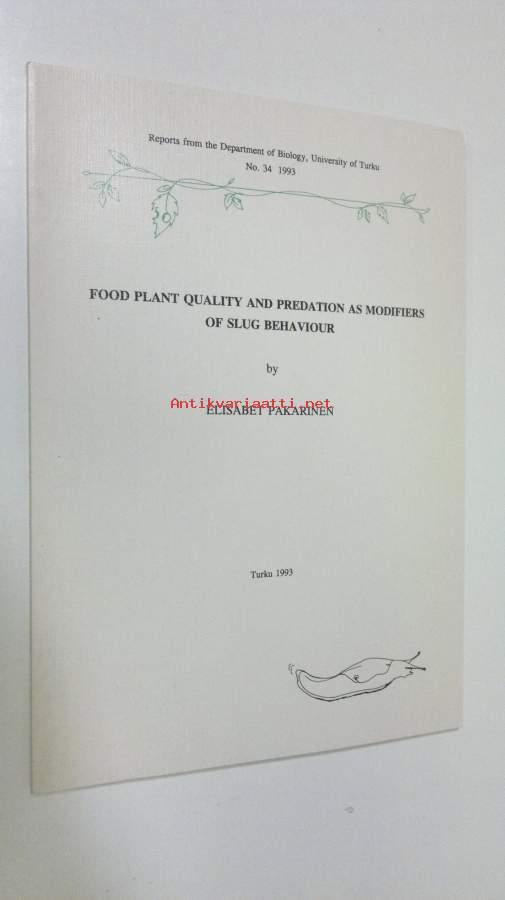 Reports from the Department of Biology, University of Turku
No. 34 1993
FOOD PLANT QUALITY AND PREDATION AS MODIFIERS
OF SLUG BEHAVIOUR
by
Antikvariaatti.net
ELISABET PAKARINEN
Turku 1993